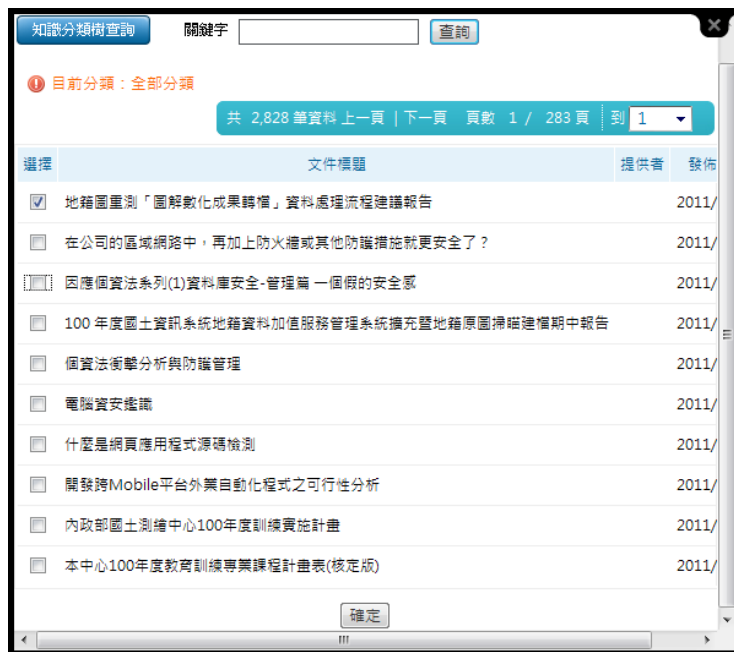 知識分類樹查詢 關鍵字 查詢
目前分類：全部分類
共 2,828 筆資料 上一頁 | 下一頁 頁數 1 / 283 頁 到 1
選擇 文件標題 提供者 發佈
地籍圖重測「圖解數化成果轉檔」資料處理流程建議報告 2011/
在公司的區域網路中，再加上防火牆或其他防護措施就更安全了？ 2011/
因應個資法系列(1)資料庫安全-管理篇 一個假的安全感 2011/
100 年度國土資訊系統地籍資料加值服務管理系統擴充暨地籍原圖掃瞄建檔期中報告 2011/
個資法衝擊分析與防護管理 2011/
電腦資安鑑識 2011/
什麼是網頁應用程式源碼檢測 2011/
開發跨Mobile平台外業自動化程式之可行性分析 2011/
內政部國土測繪中心100年度訓練實施計畫 2011/
本中心100年度教育訓練專業課程計畫表(核定版) 2011/
確定